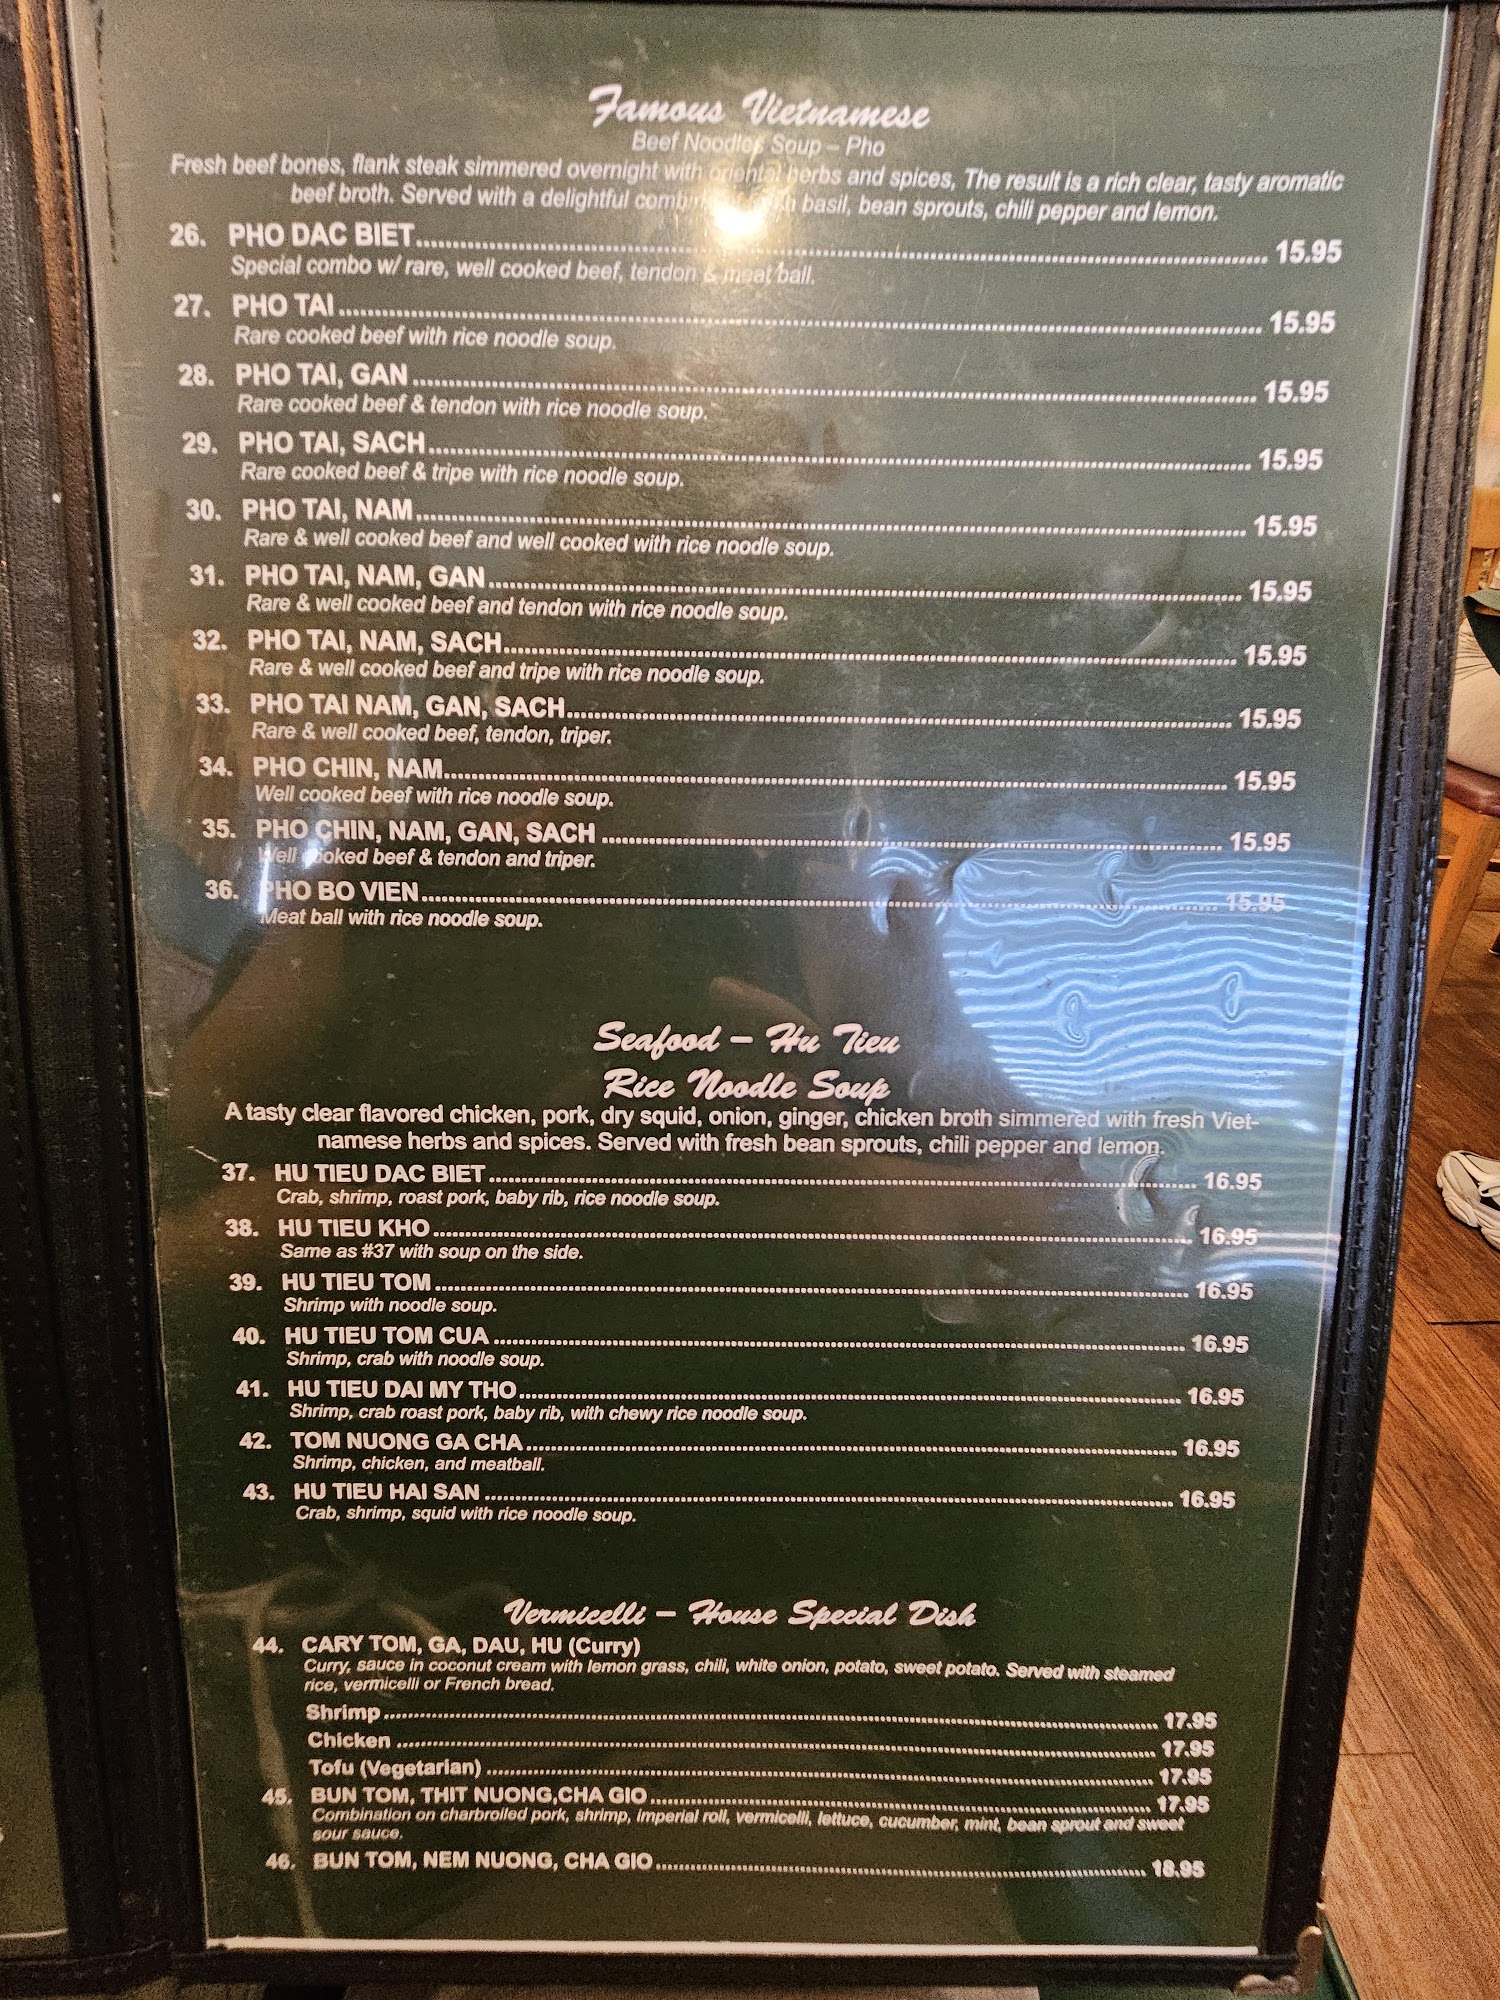 Famous Vietnamese
Beef Noodles Soup – Pho
Fresh beef bones, flank steak simmered overnight with oriental herbs and spices, The result is a rich clear, tasty aromatic
beef broth. Served with a delightful basil, bean sprouts, chili pepper and lemon.
26. PHO DAC BIET 15.95
Special combo w/ rare, well cooked beef, tendon & meat ball.
27. PHO TAI 15.95
Rare cooked beef with rice noodle soup.
28. PHO TAI, GAN 15.95
Rare cooked beef & tendon with rice noodle soup.
29. PHO TAI, SACH 15.95
Rare cooked beef & tripe with rice noodle soup.
30. PHO TAI, NAM 15.95
Rare & well cooked beef and well cooked with rice noodle soup.
31. PHO TAI, NAM, GAN 15.95
Rare & well cooked beef and tendon with rice noodle soup.
32. PHO TAI, NAM, SACH 15.95
Rare & well cooked beef and tripe with rice noodle soup.
33. PHO TAI NAM, GAN, SACH 15.95
Rare & well cooked beef, tendon, triper.
34. PHO CHIN, NAM 15.95
Well cooked beef with rice noodle soup.
35. PHO CHIN, NAM, GAN, SACH 15.95
Well cooked beef & tendon and triper.
36. PHO BO VIEN 15.95
Meat ball with rice noodle soup.
Seafood – Hu Tieu
Rice Noodle Soup
A tasty clear flavored chicken, pork, dry squid, onion, ginger, chicken broth simmered with fresh Viet-
namese herbs and spices. Served with fresh bean sprouts, chili pepper and lemon.
37. HU TIEU DAC BIET 16.95
Crab, shrimp, roast pork, baby rib, rice noodle soup.
38. HU TIEU KHO 16.95
Same as #37 with soup on the side.
39. HU TIEU TOM 16.95
Shrimp with noodle soup.
40. HU TIEU TOM CUA 16.95
Shrimp, crab with noodle soup.
41. HU TIEU DAI MY THO 16.95
Shrimp, crab roast pork, baby rib, with chewy rice noodle soup.
42. TOM NUONG GA CHA 16.95
Shrimp, chicken, and meatball.
43. HU TIEU HAI SAN 16.95
Crab, shrimp, squid with rice noodle soup.
Vermicelli – House Special Dish
44. CARY TOM, GA, DAU, HU (Curry)
Curry, sauce in coconut cream with lemon grass, chili, white onion, potato, sweet potato. Served with steamed
rice, vermicelli or French bread.
Shrimp 17.95
Chicken 17.95
Tofu (Vegetarian) 17.95
45. BUN TOM, THIT NUONG,CHA GIO 17.95
Combination on charbroiled pork, shrimp, imperial roll, vermicelli, lettuce, cucumber, mint, bean sprout and sweet
sour sauce.
46. BUN TOM, NEM NUONG, CHA GIO 18.95